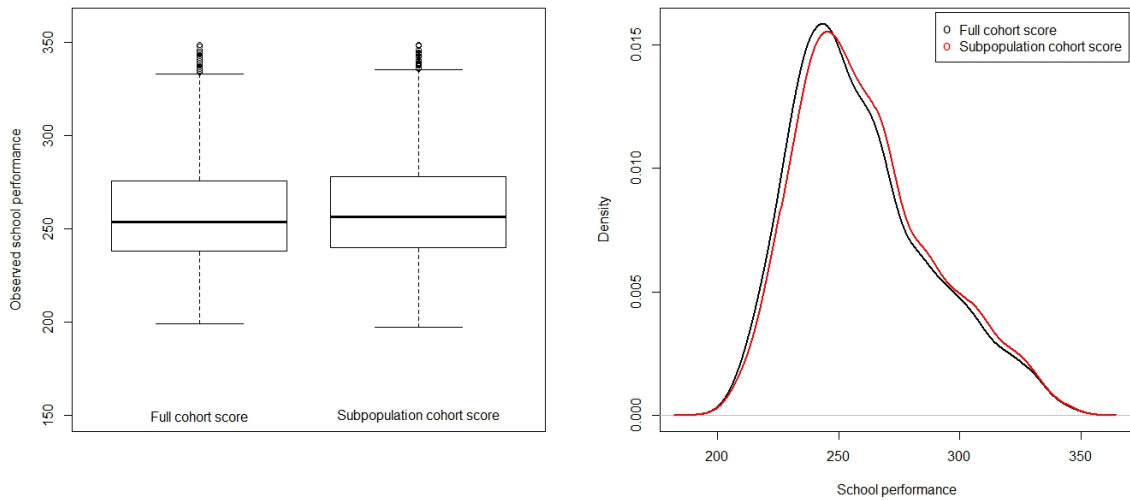 Observed school performance
350
300
250
200
150
Full cohort score
Subpopulation cohort score
Density
0.015
0.010
0.005
0.000
Full cohort score
Subpopulation cohort score
200
250
300
350
School performance